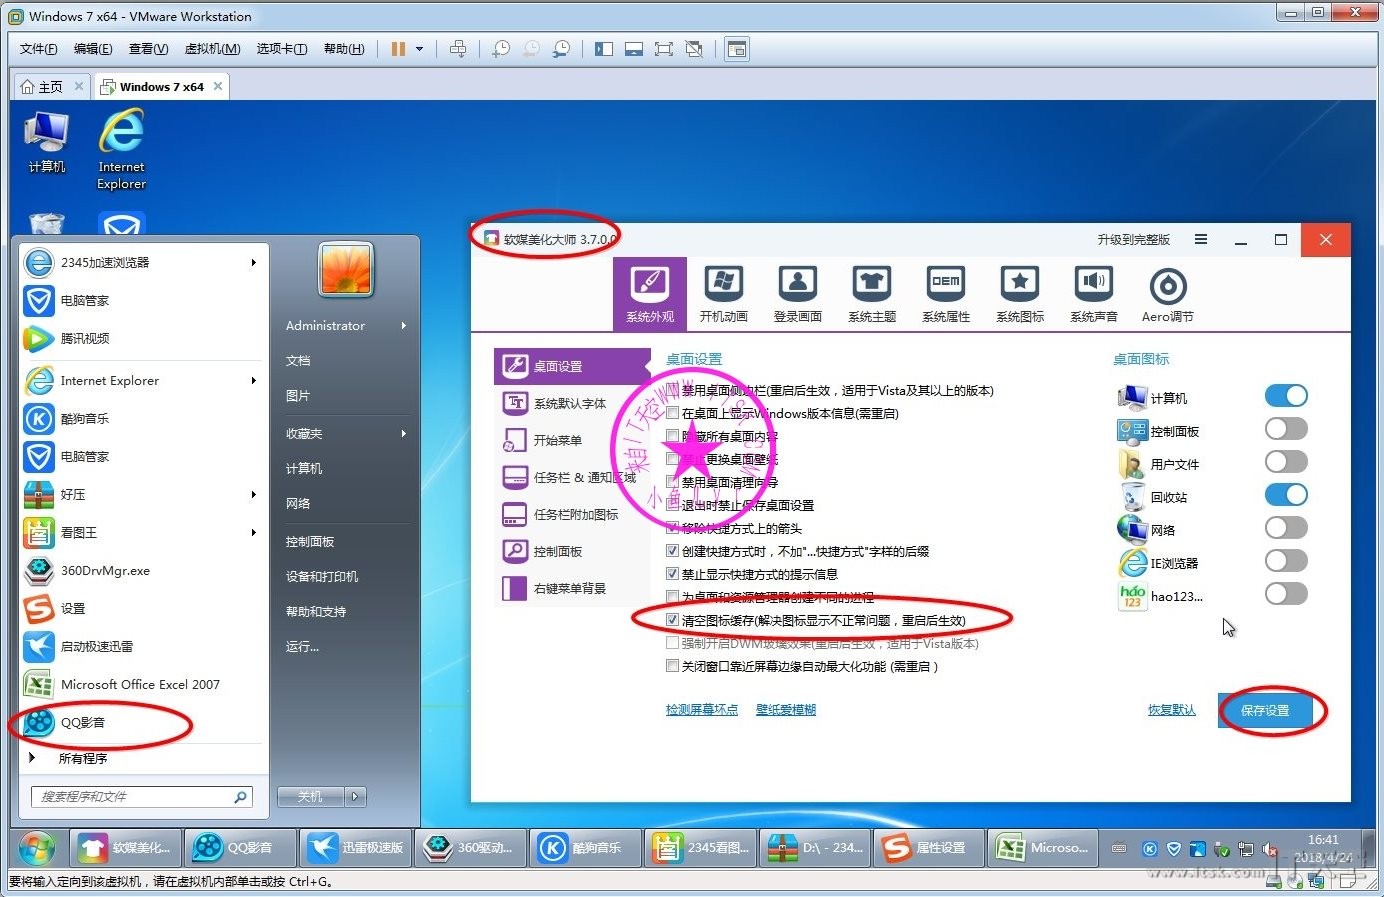 Windows 7 x64 - VMware Workstation
文件(F) 编辑(E) 查看(V) 虚拟机(M) 选项卡(T) 帮助(H)
主页 Windows 7 x64
计算机
Internet Explorer
软媒美化大师 3.7.0.0
升级到完整版
系统外观 开机动画 登录画面 系统主题 系统属性 系统图标 系统声音 Aero调节
OEM
桌面设置
系统默认字体
开始菜单
任务栏 & 通知区域
任务栏附加图标
控制面板
右键菜单背景
桌面设置
禁用桌面侧边栏(重启后生效，适用于Vista及其以上的版本)
在桌面上显示Windows版本信息(需重启)
隐藏所有桌面内容
禁止更换桌面壁纸
禁用桌面清理向导
退出时禁止保存桌面设置
移除快捷方式上的箭头
创建快捷方式时，不加"...快捷方式"字样的后缀
禁止显示快捷方式的提示信息
为桌面和资源管理器创建不同的进程
清空图标缓存(解决图标显示不正常问题，重启后生效)
强制开启DWM玻璃效果(重启后生效，适用于Vista版本)
关闭窗口靠近屏幕边缘自动最大化功能 (需重启 )
检测屏幕坏点 壁纸爱模糊
恢复默认 保存设置
桌面图标
计算机
控制面板
用户文件
回收站
网络
IE浏览器
hao123...
háo
123
来自IT天空www.itsk.com
2345加速浏览器
电脑管家
腾讯视频
Internet Explorer
酷狗音乐
电脑管家
好压
看图王
360DrvMgr.exe
设置
启动极速迅雷
Microsoft Office Excel 2007
QQ影音
所有程序
搜索程序和文件
Administrator
文档
图片
收藏夹
计算机
网络
控制面板
设备和打印机
帮助和支持
运行...
关机
软媒美化... QQ影音 迅雷极速版 360驱动... 酷狗音乐 2345看图... D:\ - 234... 属性设置 Microso...
16:41
2018/4/24
要将输入定向到该虚拟机，请在虚拟机内部单击或按 Ctrl+G。
www.itsk.com IT天空